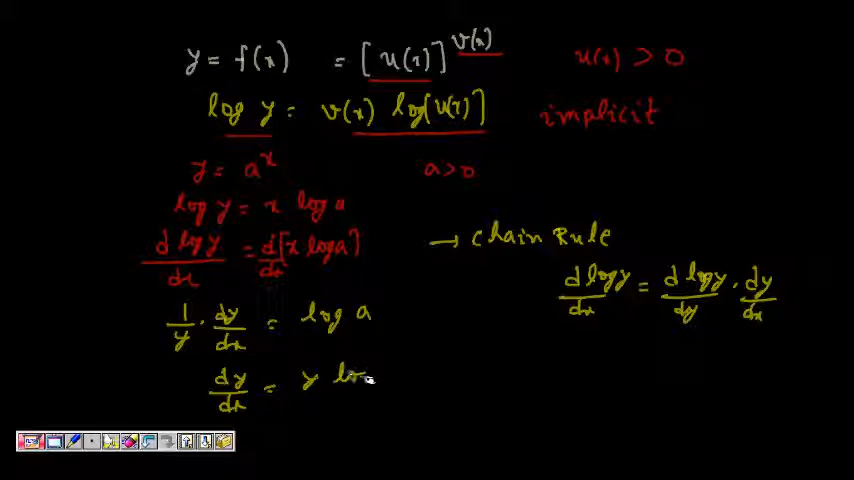 y = f(x) = [u(x)]^v(x) u(x) > 0
log y = v(x) log[u(x)] implicit
y = a^x a > 0
log y = x log a
d log y / dx = d/dx [x log a] → Chain Rule
d log y / dx = d log y / dy · dy/dx
1/y · dy/dx = log a
dy/dx = y lo